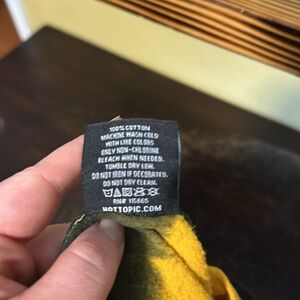 100% COTTON
MACHINE WASH COLD
WITH LIKE COLORS
ONLY NON-CHLORINE
BLEACH WHEN NEEDED.
TUMBLE DRY LOW.
DO NOT IRON IF DECORATED.
DO NOT DRY CLEAN.
RN# 115665
HOTTOPIC.COM